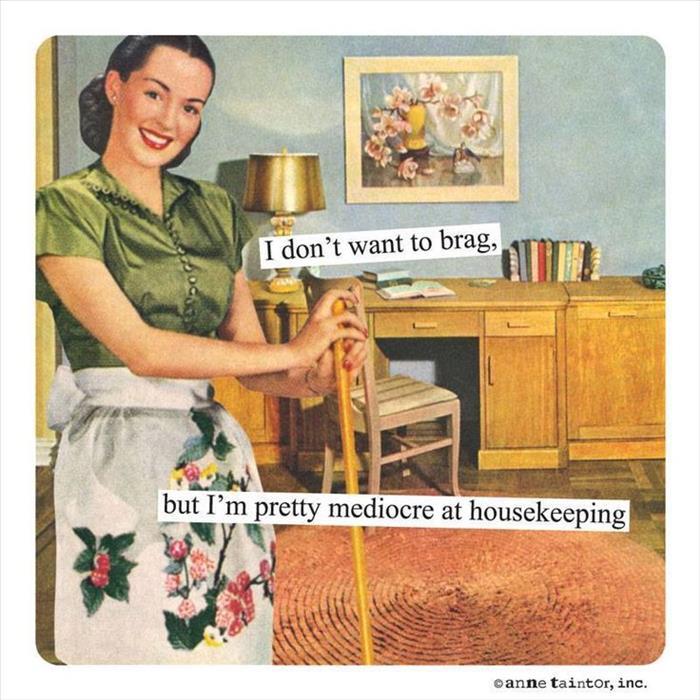 I don't want to brag,
but I'm pretty mediocre at housekeeping
©anne taintor, inc.